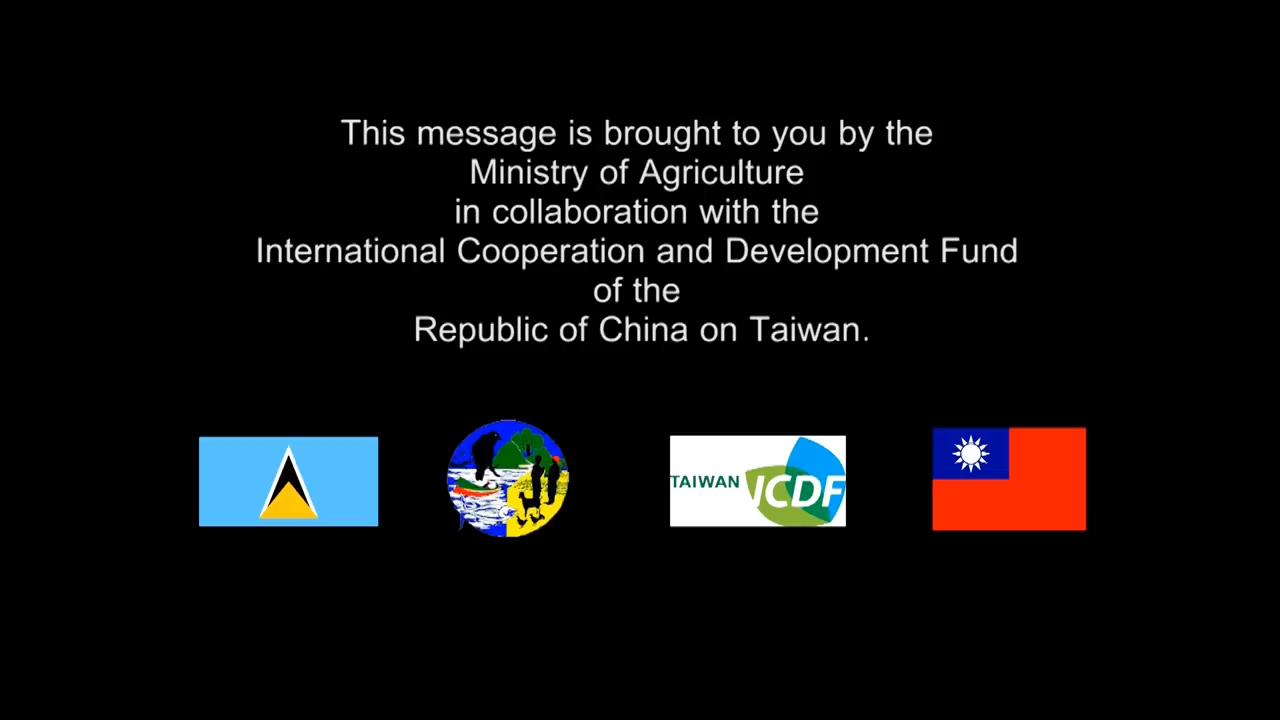 This message is brought to you by the
Ministry of Agriculture
in collaboration with the
International Cooperation and Development Fund
of the
Republic of China on Taiwan.
TAIWAN ICDF